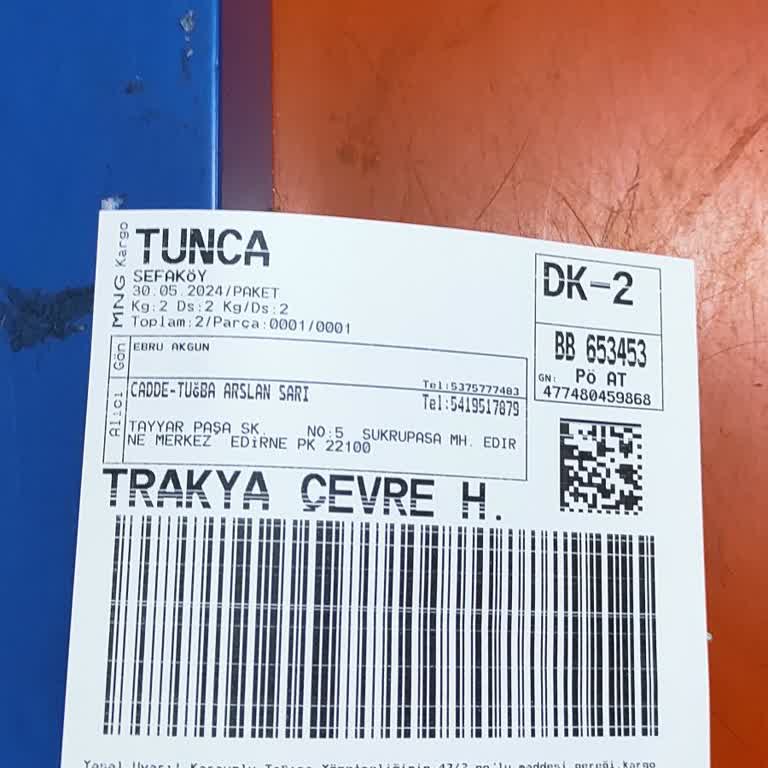 MNG Kargo
TUNCA
SEFAKÖY
30.05.2024/PAKET
Kg:2 Ds:2 Kg/Ds:2
Toplam:2/Parca:0001/0001
DK-2
BB 653453
Pö AT
GN: 477480459868
Gön
EBRU AKGUN
Tel:5375777483
Alıcı
CADDE-TUĞBA ARSLAN SARI
Tel:5419517879
TAYYAR PAŞA SK. NO:5 SUKRUPASA MH. EDIR
NE MERKEZ EDİRNE PK 22100
TRAKYA ÇEVRE H.